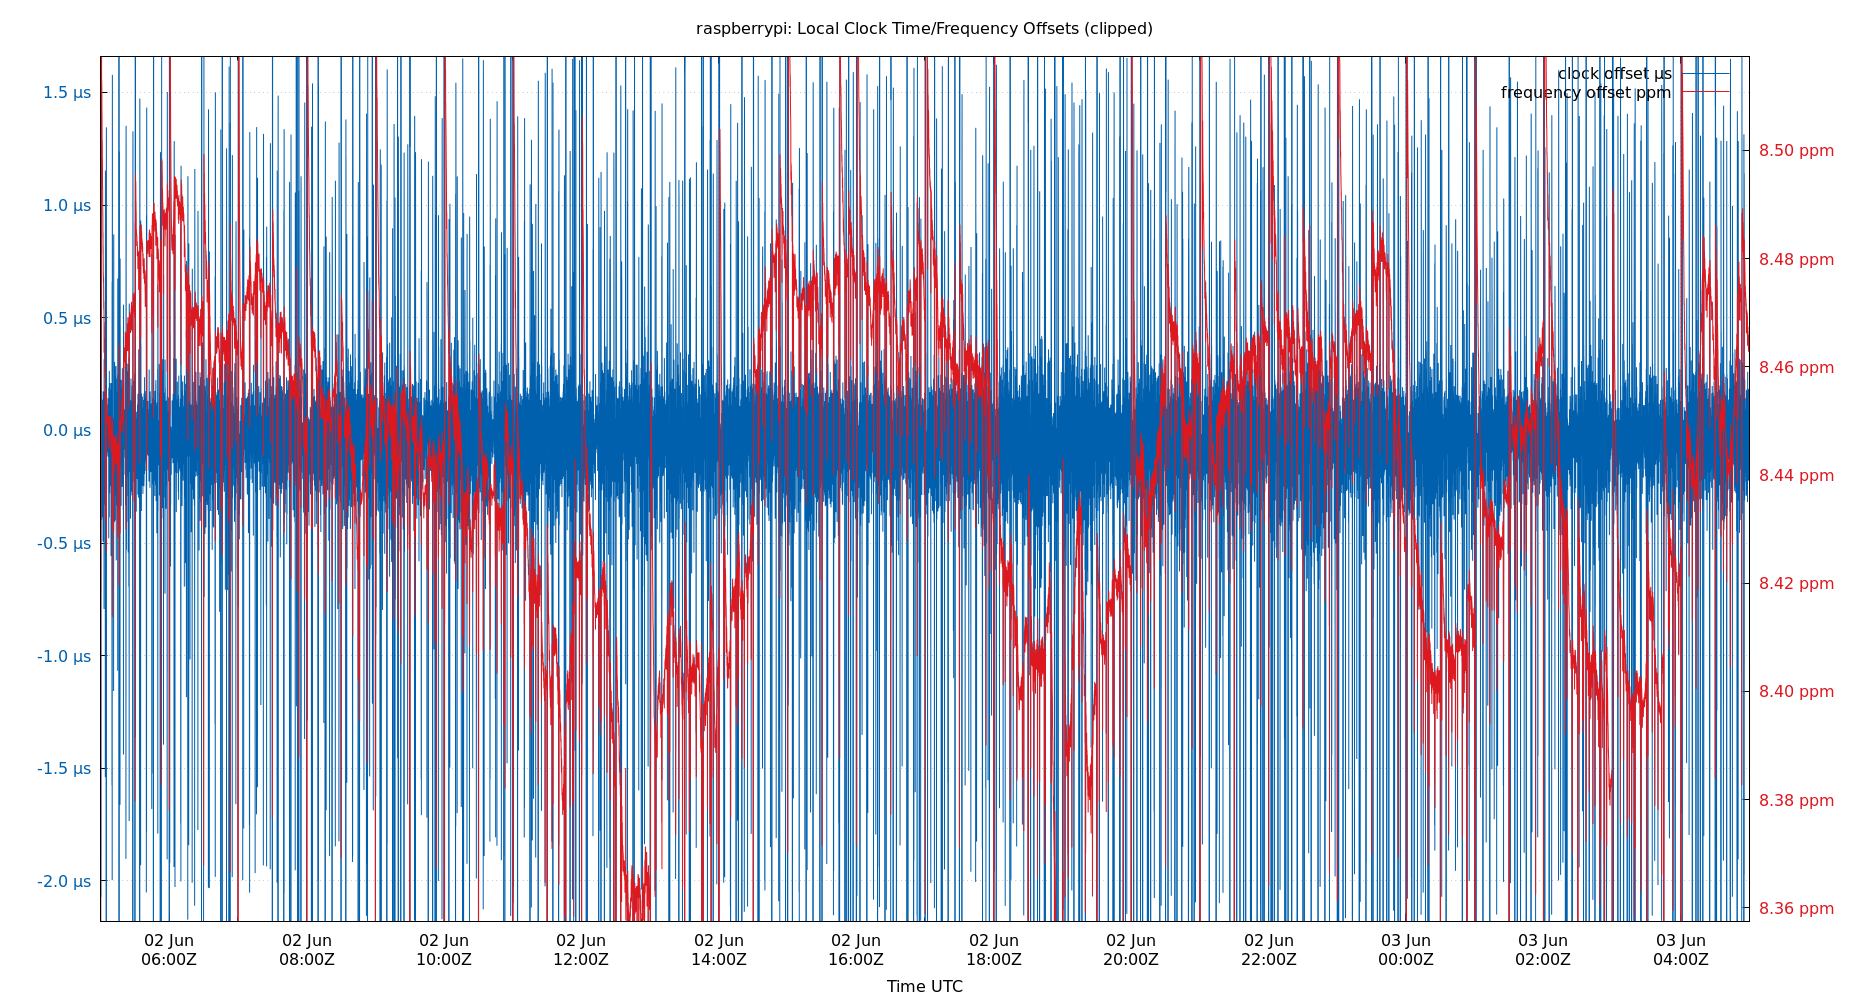 raspberrypi: Local Clock Time/Frequency Offsets (clipped)
clock offset µs
frequency offset ppm
1.5 µs
1.0 µs
0.5 µs
0.0 µs
-0.5 µs
-1.0 µs
-1.5 µs
-2.0 µs
8.50 ppm
8.48 ppm
8.46 ppm
8.44 ppm
8.42 ppm
8.40 ppm
8.38 ppm
8.36 ppm
02 Jun 02 Jun 02 Jun 02 Jun 02 Jun 02 Jun 02 Jun 02 Jun 02 Jun 03 Jun 03 Jun 03 Jun
06:00Z 08:00Z 10:00Z 12:00Z 14:00Z 16:00Z 18:00Z 20:00Z 22:00Z 00:00Z 02:00Z 04:00Z
Time UTC